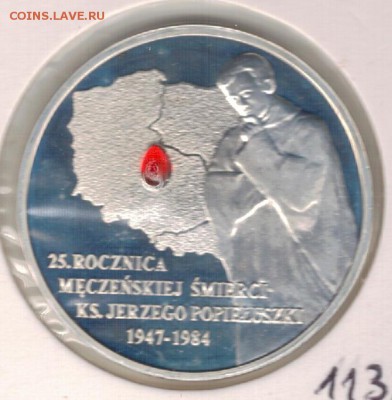 COINS.LAVE.RU
25. ROCZNICA
MĘCZEŃSKIEJ ŚMIERCI
KS. JERZEGO POPIEŁUSZKI
1947-1984
113